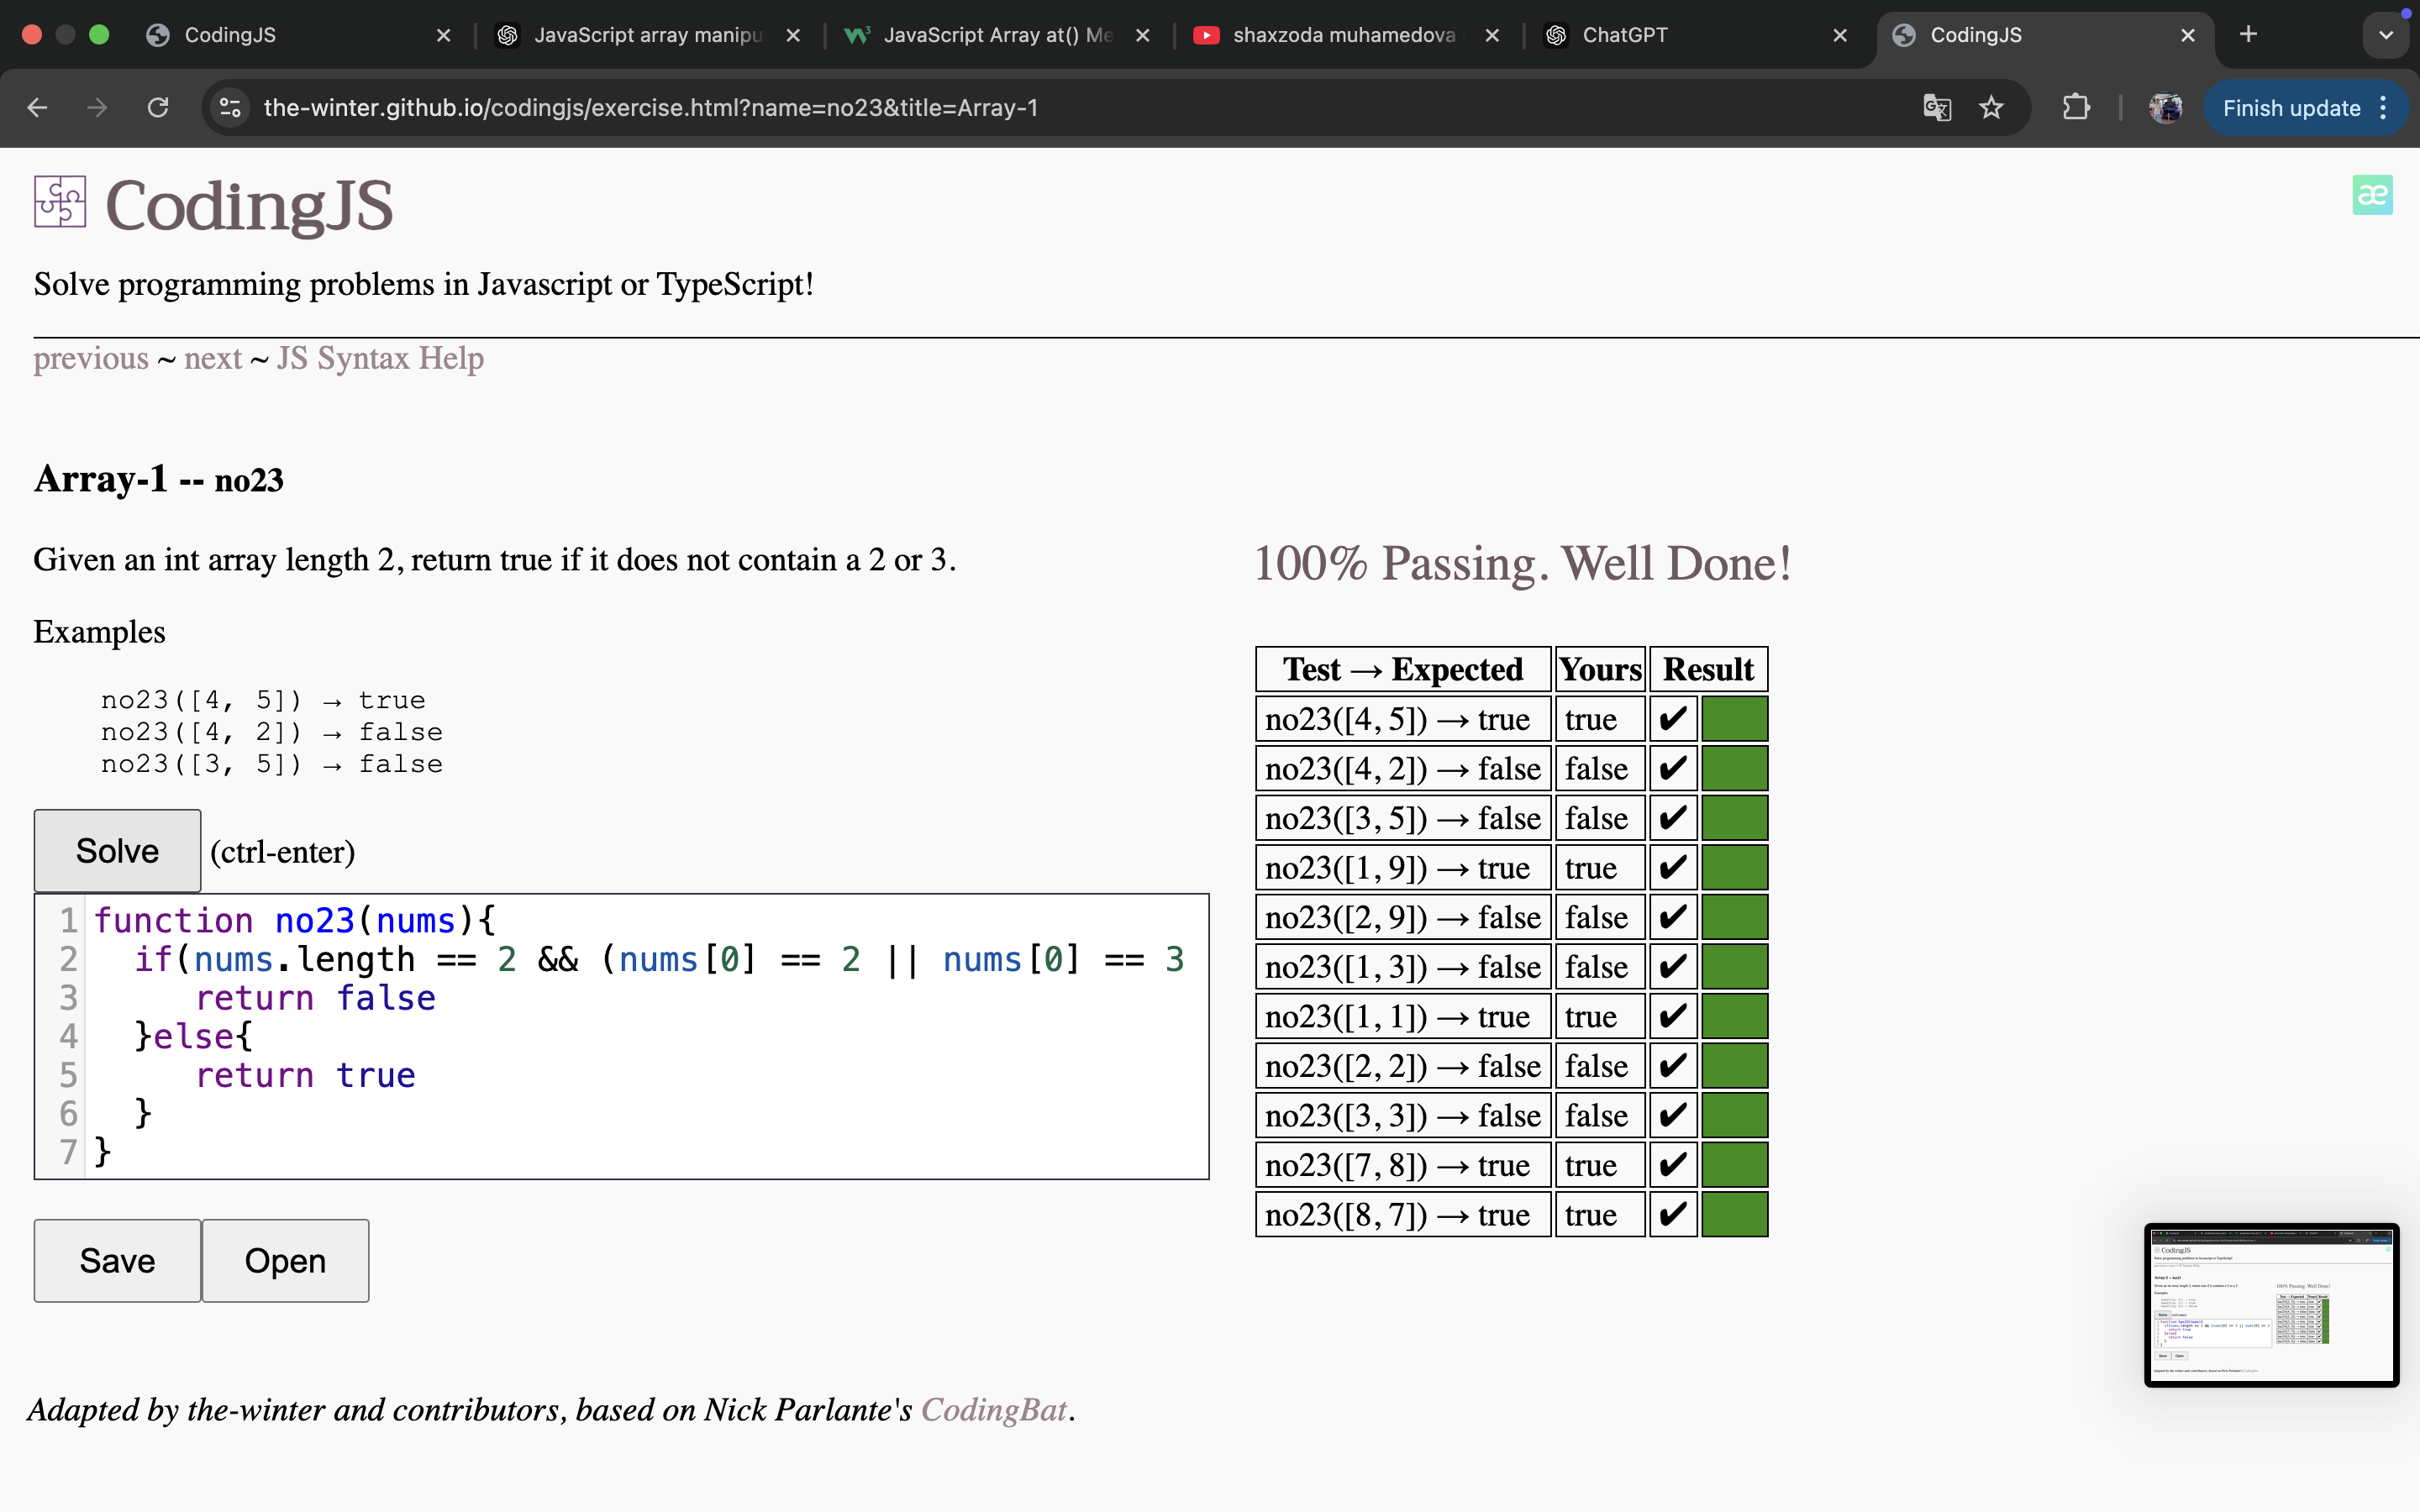 CodingJS
JavaScript array manipu
JavaScript Array at() Me
shaxzoda muhamedova
ChatGPT
CodingJS
the-winter.github.io/codingjs/exercise.html?name=no23&title=Array-1
Finish update
CodingJS
æ
Solve programming problems in Javascript or TypeScript!
previous ~ next ~ JS Syntax Help
Array-1 -- no23
Given an int array length 2, return true if it does not contain a 2 or 3.
Examples
no23([4, 5]) → true
no23([4, 2]) → false
no23([3, 5]) → false
Solve (ctrl-enter)
1 function no23(nums){
2 if(nums.length == 2 && (nums[0] == 2 || nums[0] == 3
3 return false
4 }else{
5 return true
6 }
7 }
Save Open
100% Passing. Well Done!
Test → Expected Yours Result
no23([4, 5]) → true true ✔
no23([4, 2]) → false false ✔
no23([3, 5]) → false false ✔
no23([1, 9]) → true true ✔
no23([2, 9]) → false false ✔
no23([1, 3]) → false false ✔
no23([1, 1]) → true true ✔
no23([2, 2]) → false false ✔
no23([3, 3]) → false false ✔
no23([7, 8]) → true true ✔
no23([8, 7]) → true true ✔
Adapted by the-winter and contributors, based on Nick Parlante's CodingBat.
CodingJS
100% Passing. Well Done!